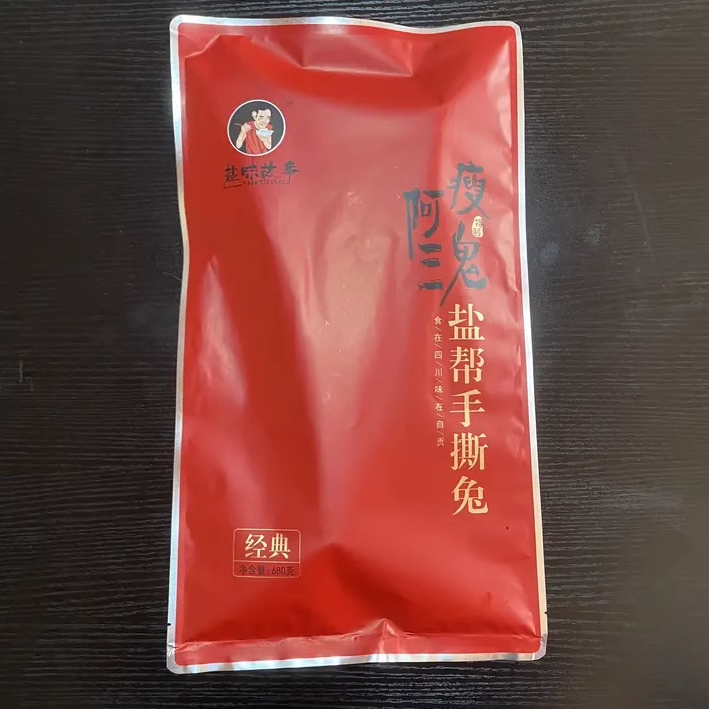 盐味故事
瘦鬼
阿三
盐帮手撕兔
食/在/四/川/味/在/自/贡
经典
净含量:680克